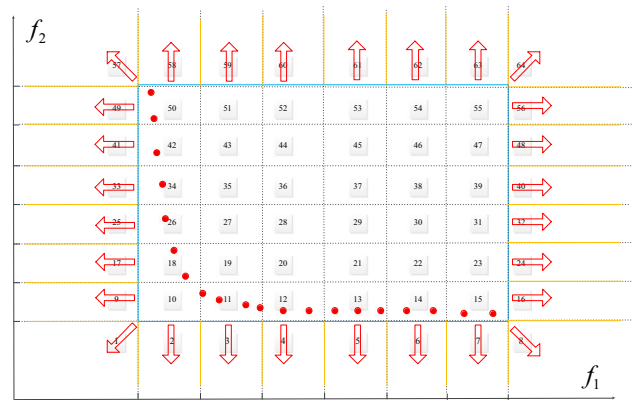 f₂
57 58 59 60 61 62 63 64
49 50 51 52 53 54 55 56
41 42 43 44 45 46 47 48
33 34 35 36 37 38 39 40
25 26 27 28 29 30 31 32
17 18 19 20 21 22 23 24
9 10 11 12 13 14 15 16
1 2 3 4 5 6 7 8
f₁